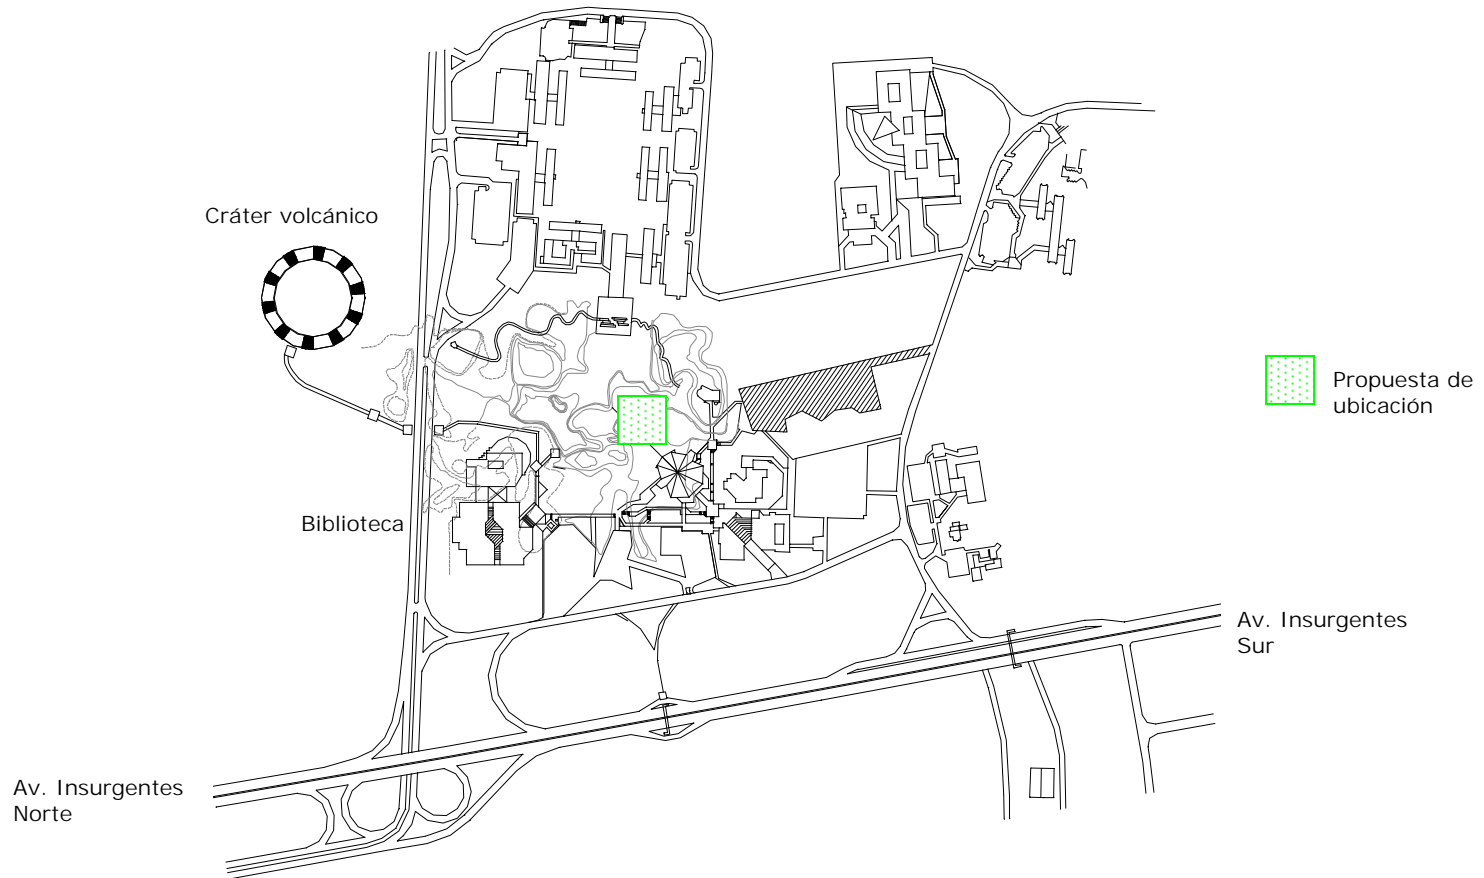 Cráter volcánico
Propuesta de
ubicación
Biblioteca
Av. Insurgentes
Sur
Av. Insurgentes
Norte